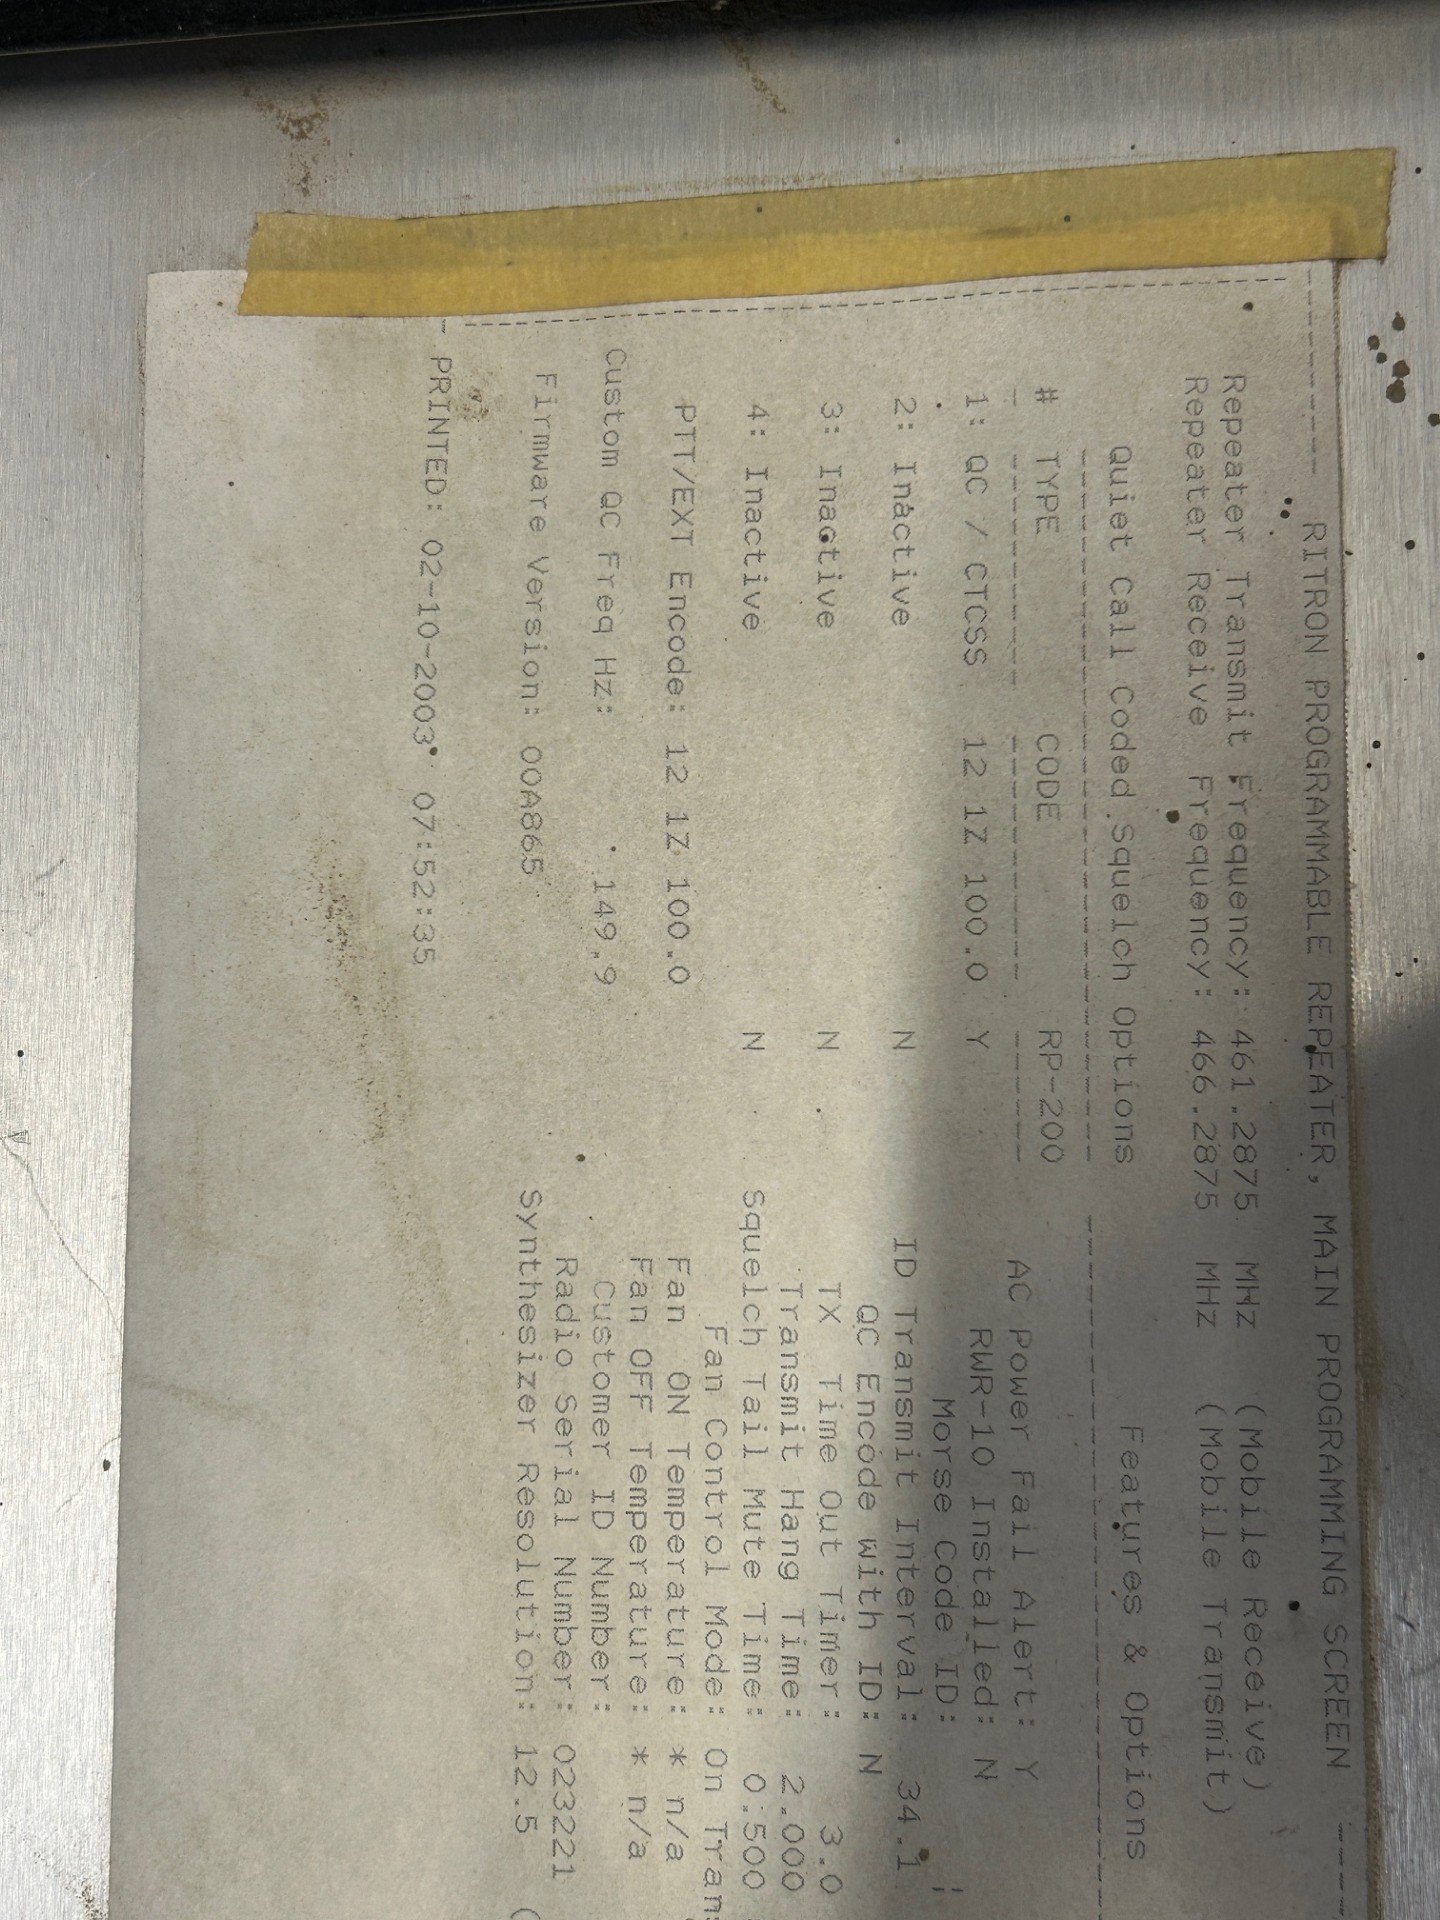 RITRON PROGRAMMABLE REPEATER, MAIN PROGRAMMING SCREEN
Repeater Transmit Frequency: 461.2875 MHz (Mobile Receive)
Repeater Receive Frequency: 466.2875 MHz (Mobile Transmit)
Quiet Call Coded Squelch Options Features & Options
# TYPE CODE RP-200 AC Power Fail Alert: Y
1: QC / CTCSS 12 1Z 100.0 Y RWR-10 Installed: N
Morse Code ID:
2: Inactive N ID Transmit Interval: 34.1
QC Encode with ID: N
3: Inactive N TX Time Out Timer: 3.0
Transmit Hang Time: 2.000
4: Inactive N Squelch Tail Mute Time: 0.500
Fan Control Mode: On Trans
PTT/EXT Encode: 12 1Z 100.0 Fan ON Temperature: * n/a
Fan OFF Temperature: * n/a
Custom QC Freq Hz: 149.9 Customer ID Number:
Radio Serial Number: 023221
Firmware Version: 00A865 Synthesizer Resolution: 12.5 (
PRINTED: 02-10-2003 07:52:35